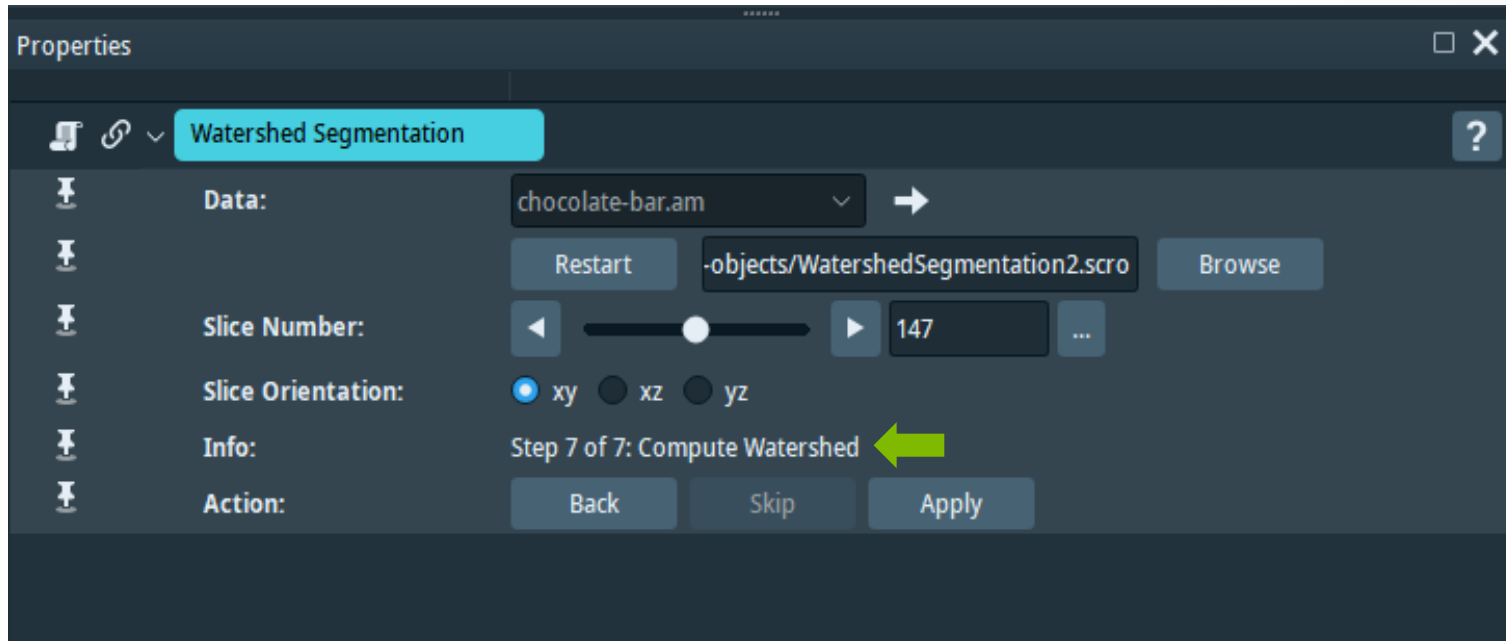 Properties
Watershed Segmentation ?
Data: chocolate-bar.am
Restart -objects/WatershedSegmentation2.scro Browse
Slice Number: 147 ...
Slice Orientation: xy xz yz
Info: Step 7 of 7: Compute Watershed
Action: Back Skip Apply